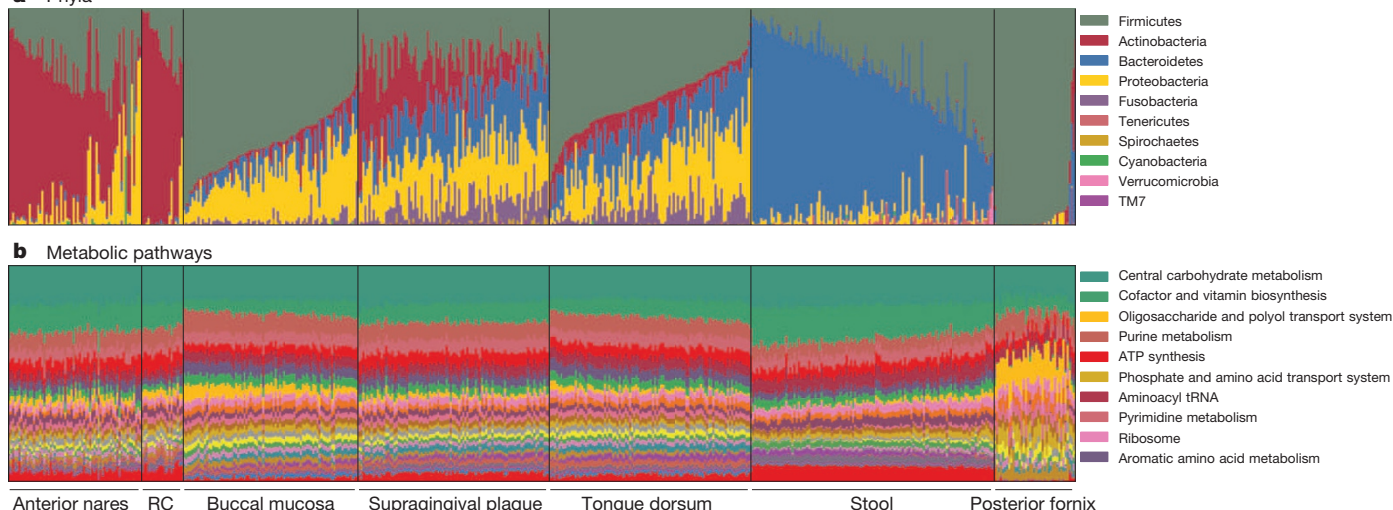 a Phyla
Firmicutes
Actinobacteria
Bacteroidetes
Proteobacteria
Fusobacteria
Tenericutes
Spirochaetes
Cyanobacteria
Verrucomicrobia
TM7
b Metabolic pathways
Central carbohydrate metabolism
Cofactor and vitamin biosynthesis
Oligosaccharide and polyol transport system
Purine metabolism
ATP synthesis
Phosphate and amino acid transport system
Aminoacyl tRNA
Pyrimidine metabolism
Ribosome
Aromatic amino acid metabolism
Anterior nares RC Buccal mucosa Supragingival plaque Tongue dorsum Stool Posterior fornix